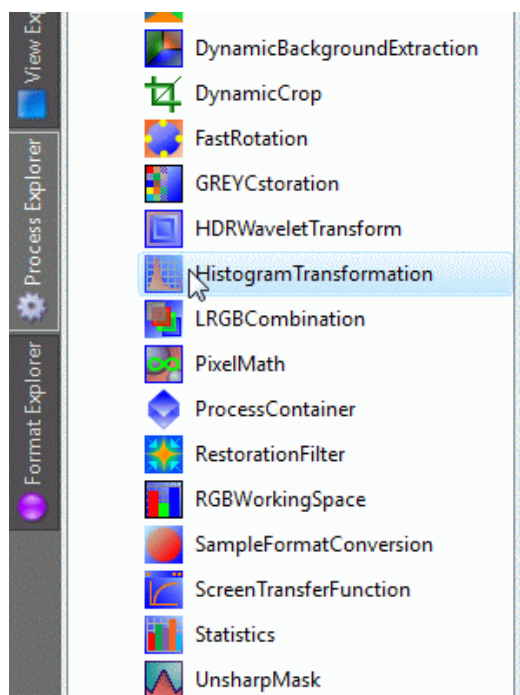 View Ex
Process Explorer
Format Explorer
DynamicBackgroundExtraction
DynamicCrop
FastRotation
GREYCstoration
HDRWaveletTransform
HistogramTransformation
LRGBCombination
PixelMath
ProcessContainer
RestorationFilter
RGBWorkingSpace
SampleFormatConversion
ScreenTransferFunction
Statistics
UnsharpMask